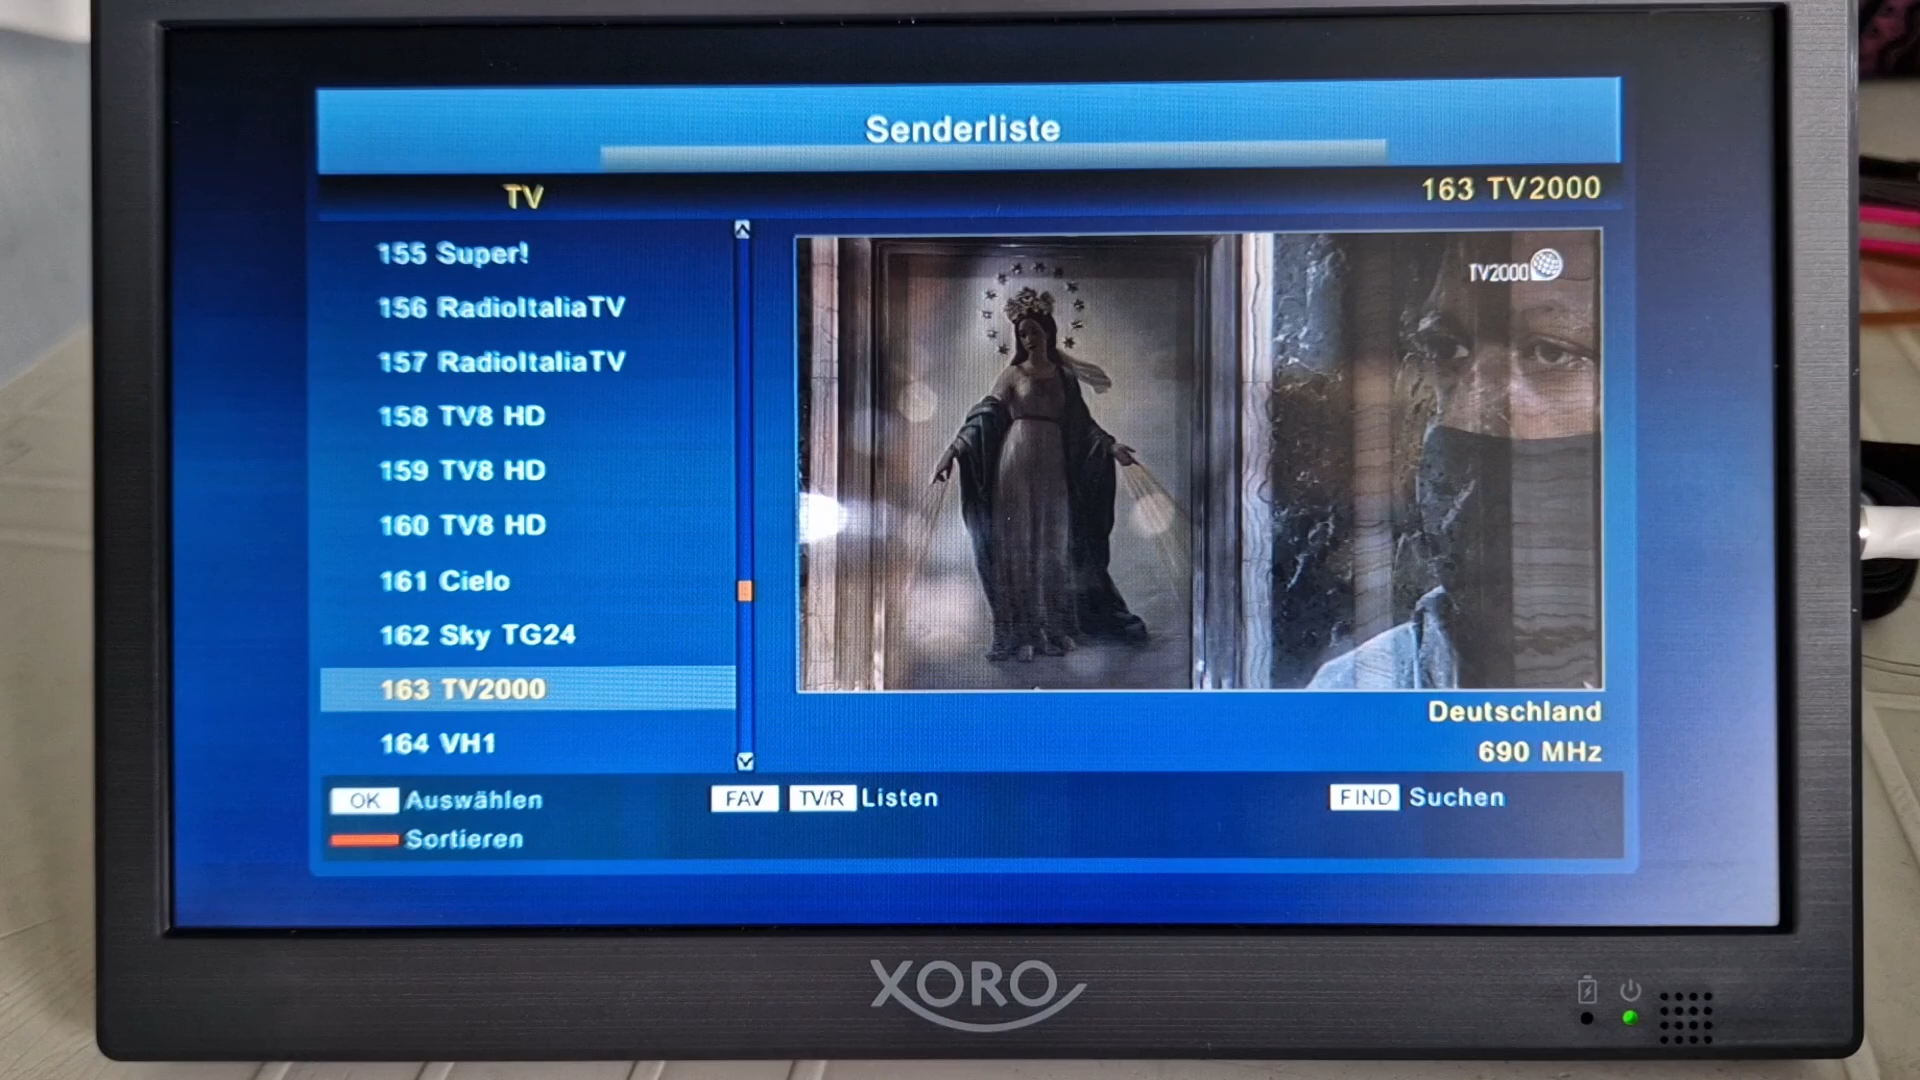 Senderliste
TV
163 TV2000
155 Super!
156 RadioItaliaTV
157 RadioItaliaTV
158 TV8 HD
159 TV8 HD
160 TV8 HD
161 Cielo
162 Sky TG24
163 TV2000
164 VH1
TV2000
Deutschland
690 MHz
OK Auswählen
FAV TV/R Listen
FIND Suchen
Sortieren
XORO